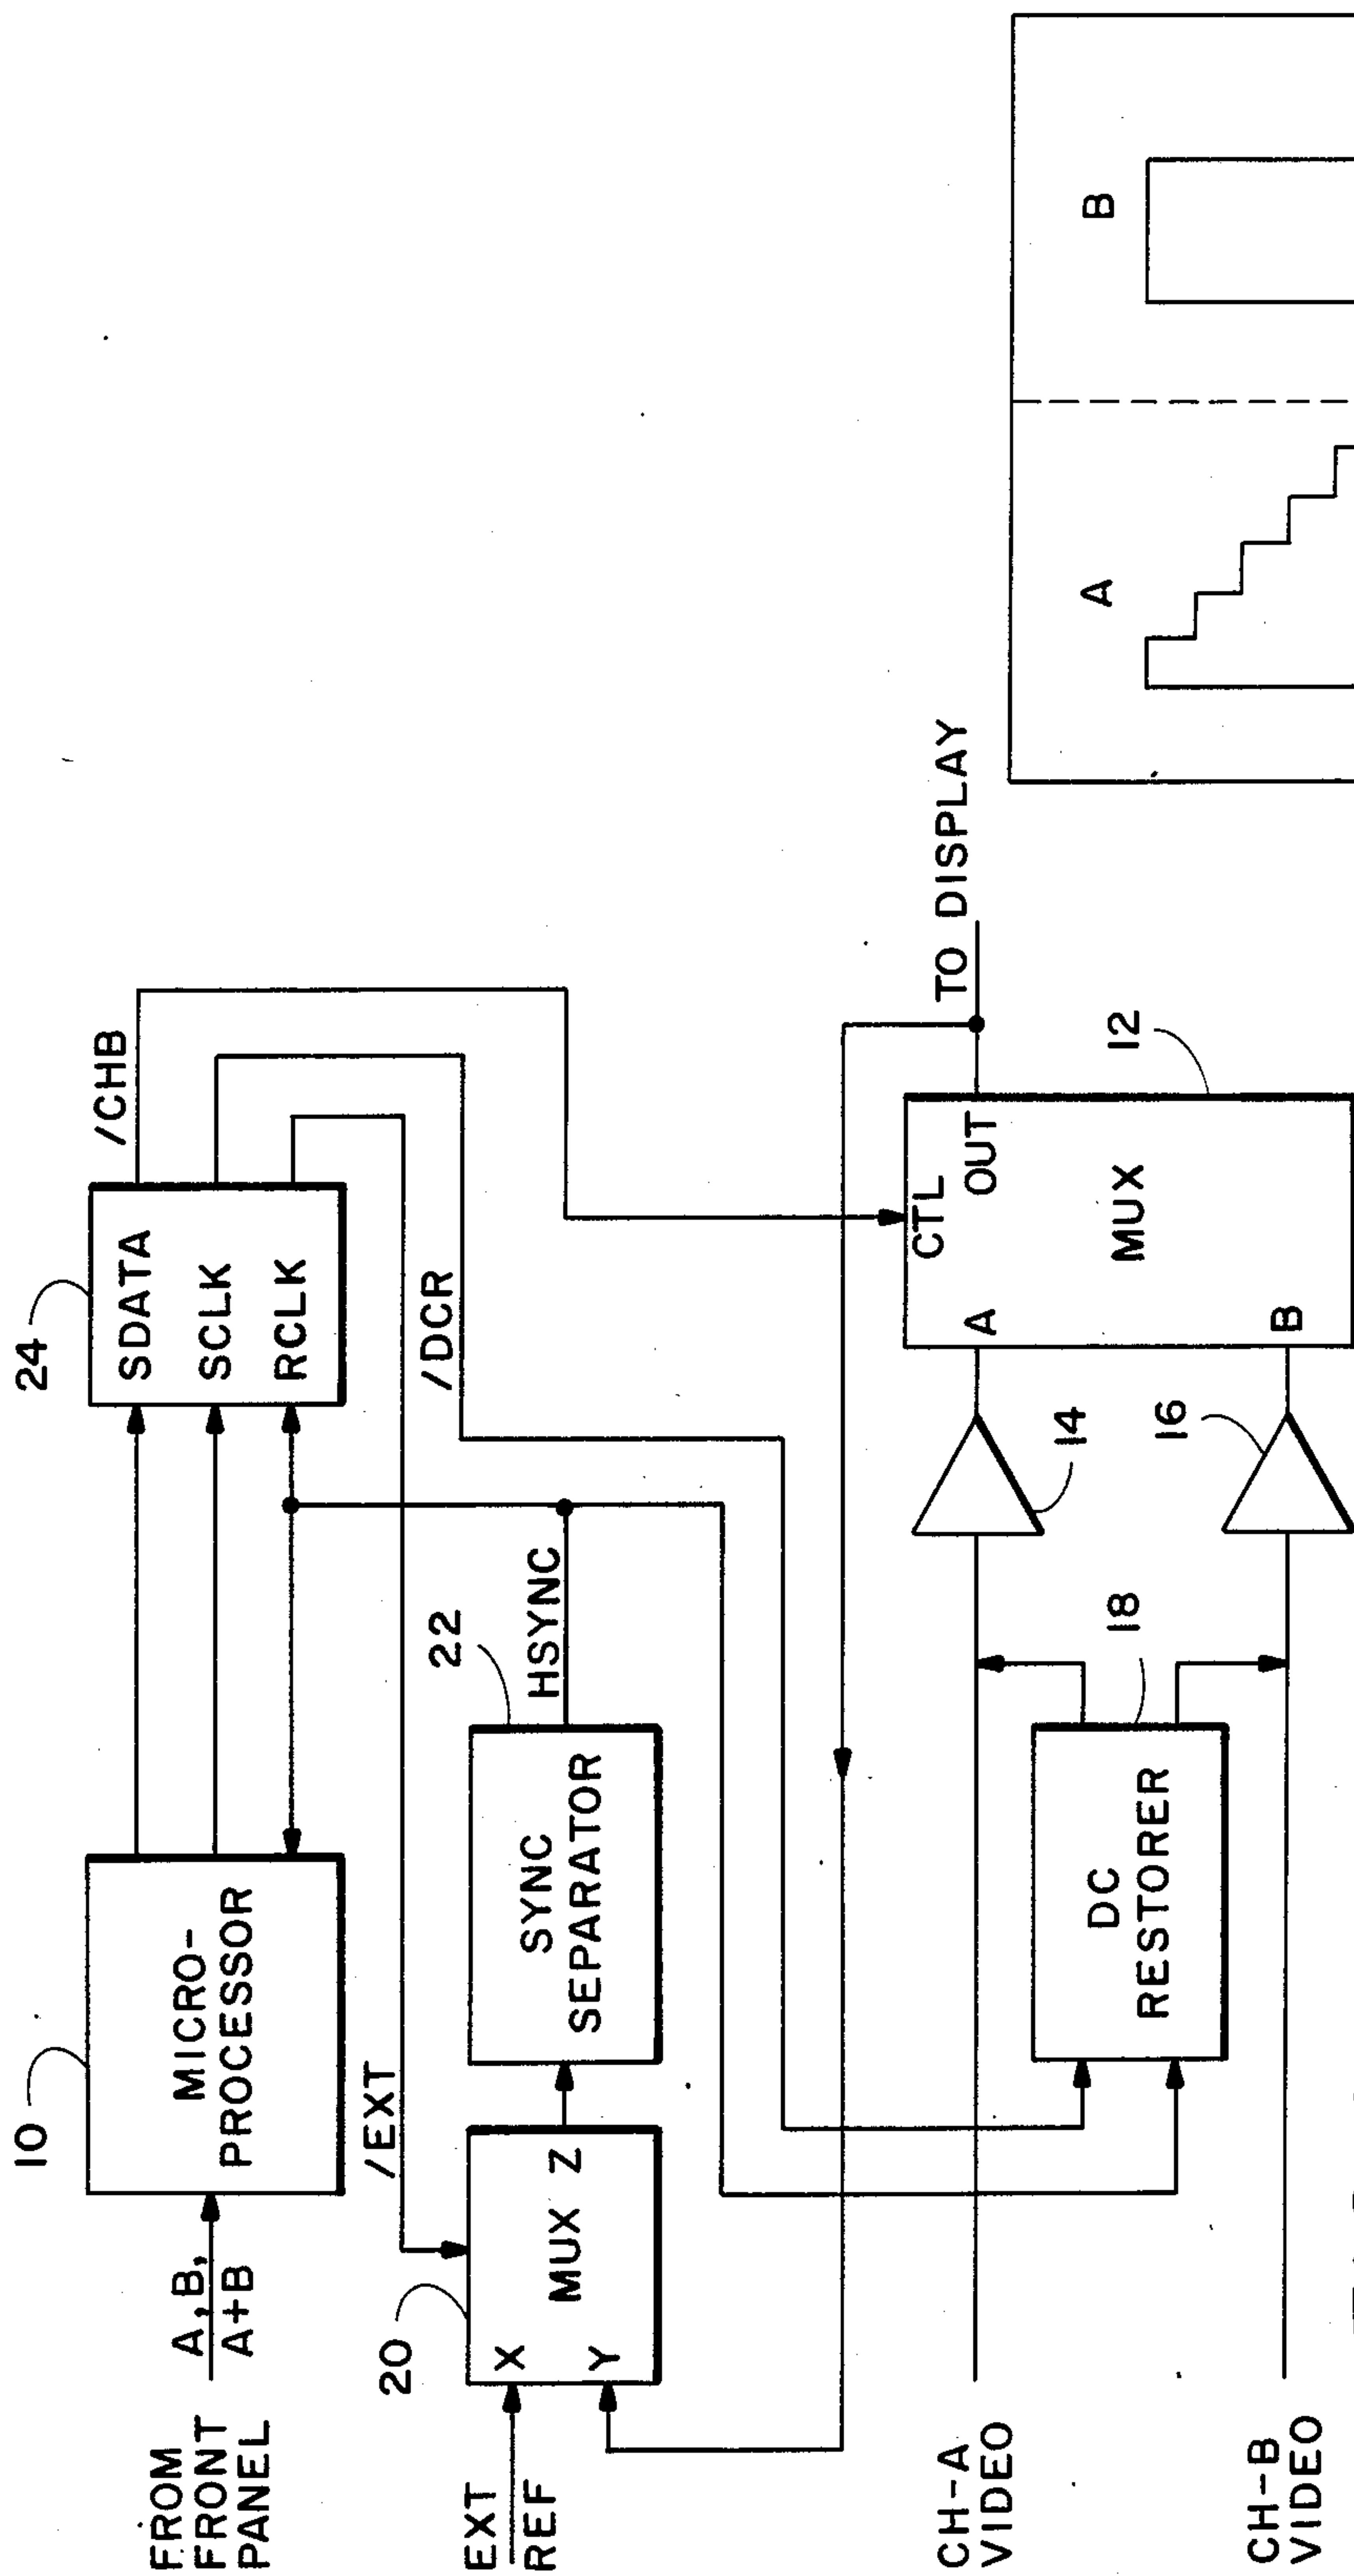 FROM
FRONT
PANEL
A,B,
A+B
10
MICRO-
PROCESSOR
24
SDATA
SCLK
RCLK
/CHB
/EXT
/DCR
EXT
REF
20
X
Y
MUX Z
22
SYNC
SEPARATOR
HSYNC
TO DISPLAY
CH-A
VIDEO
CH-B
VIDEO
DC
RESTORER
18
14
16
CTL
A
OUT
MUX
B
12
A
B